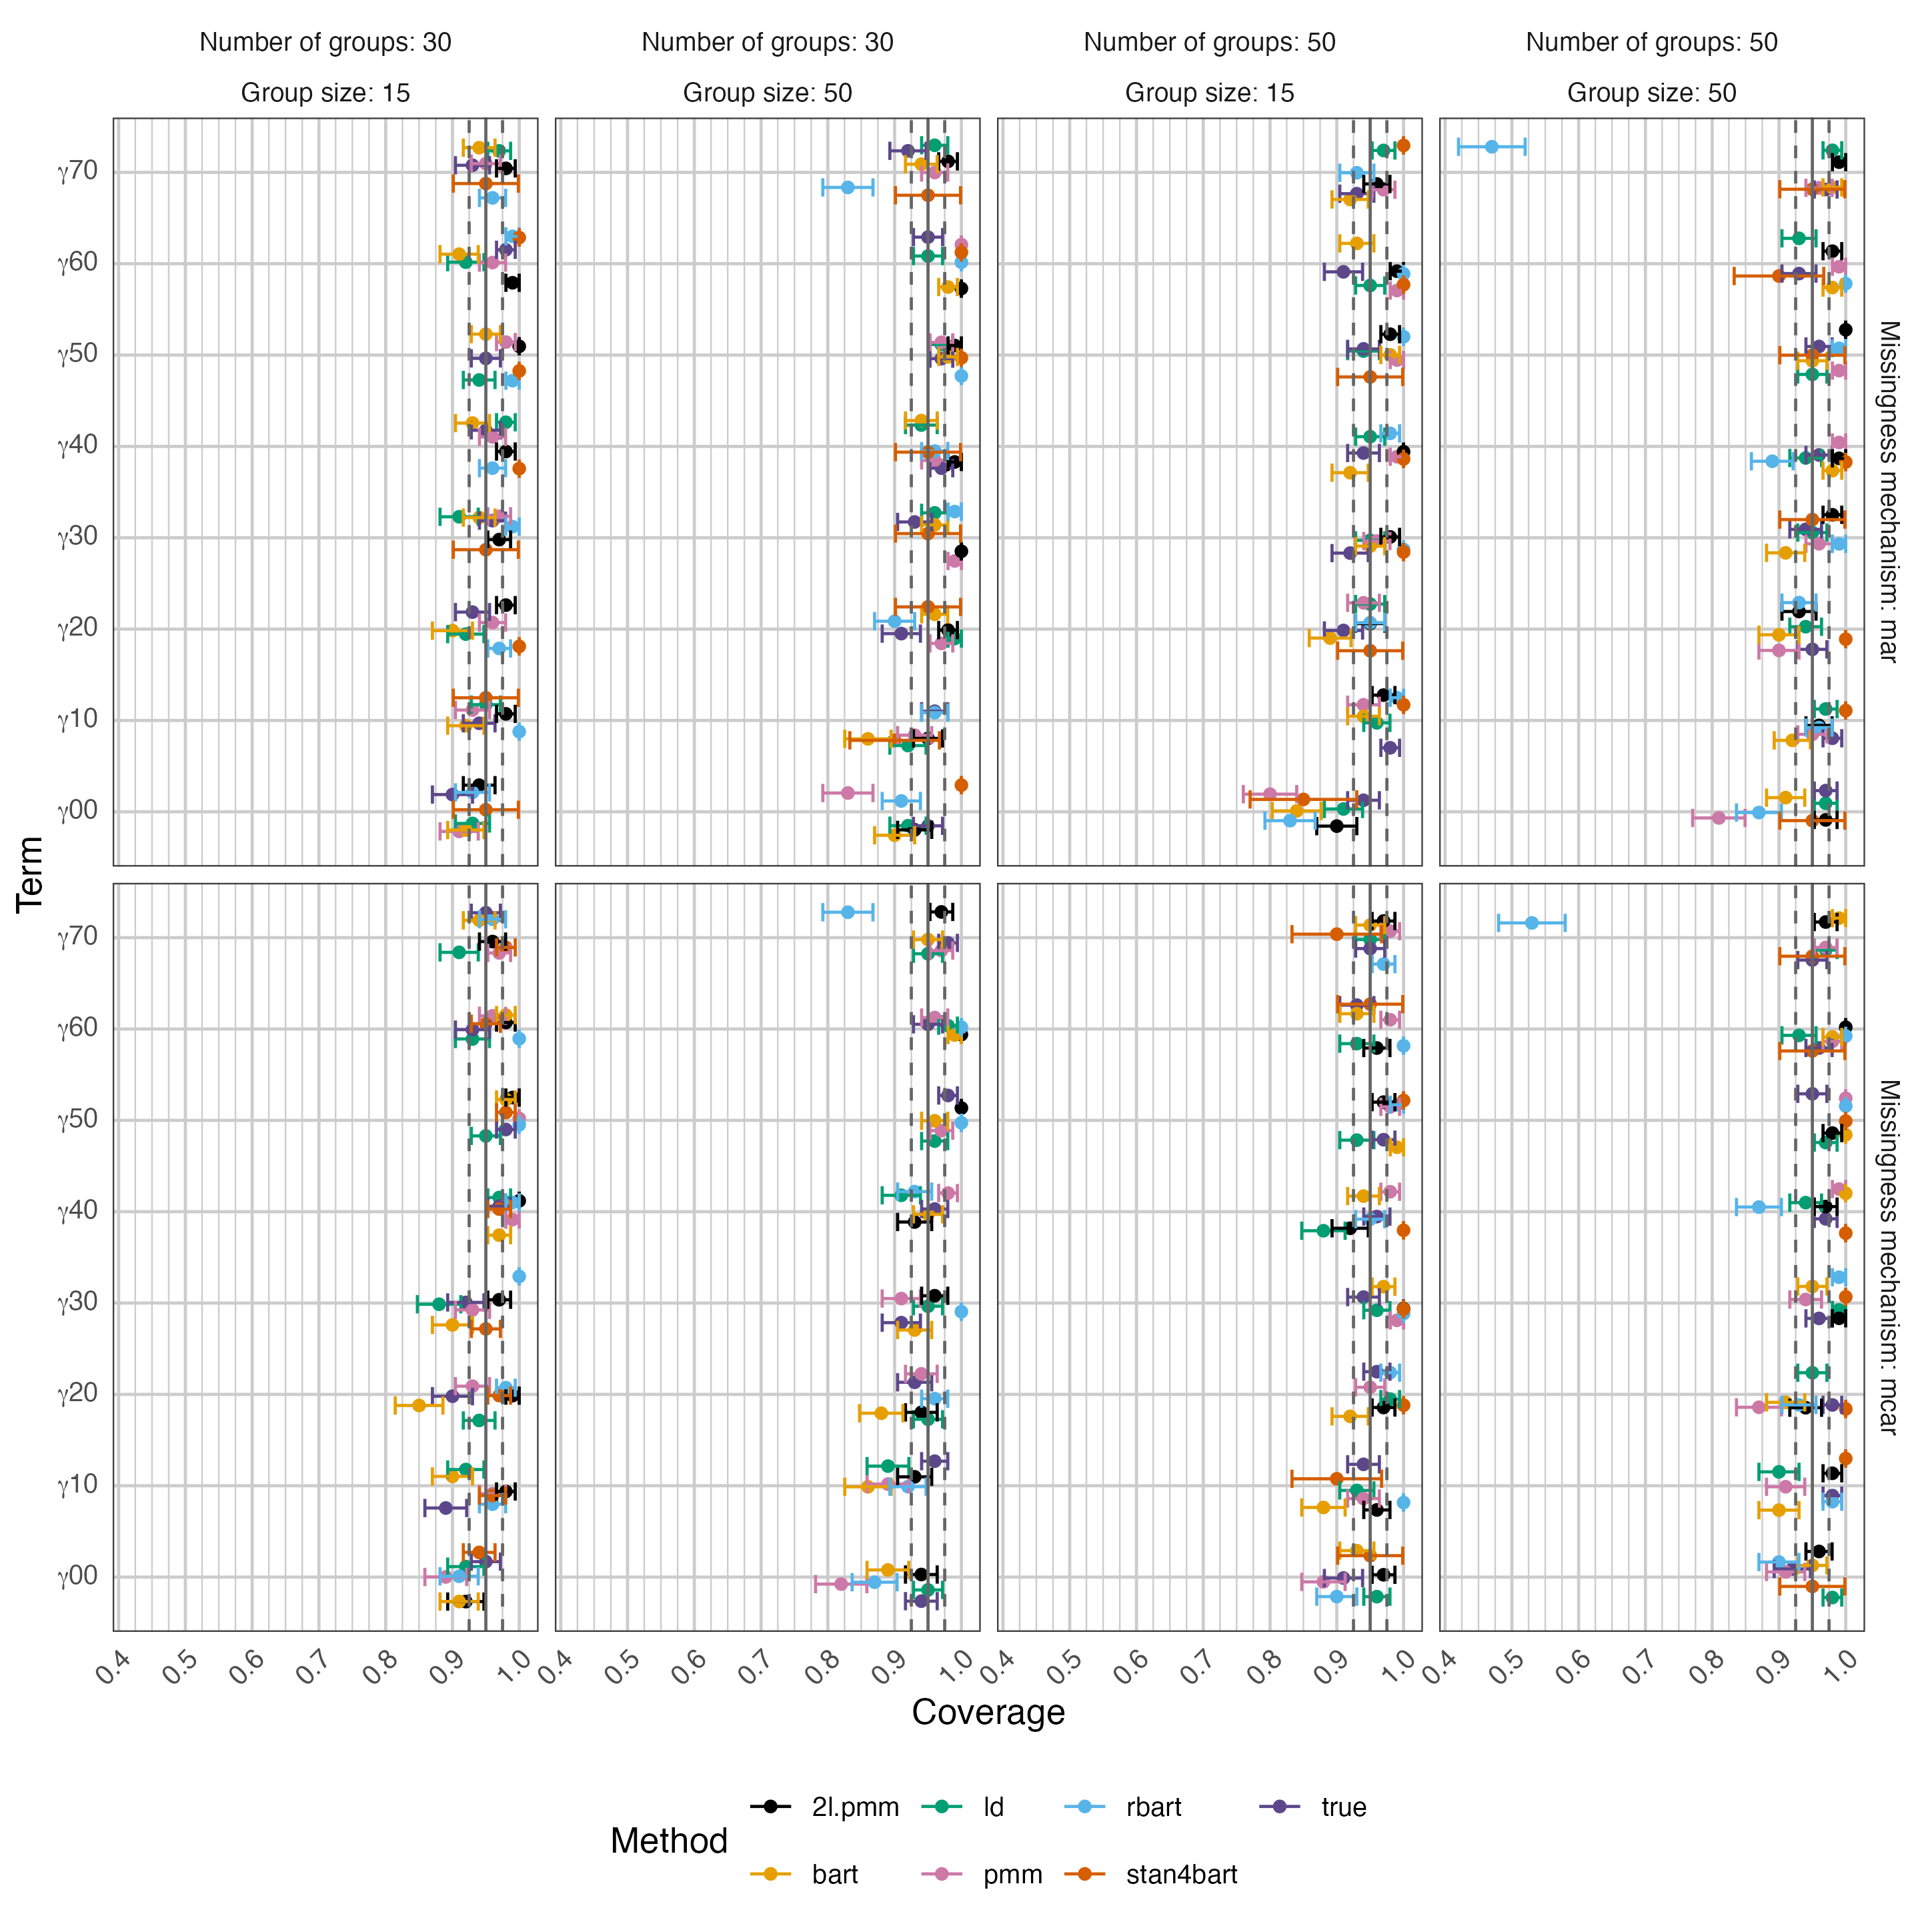 Number of groups: 30 Number of groups: 30 Number of groups: 50 Number of groups: 50
Group size: 15 Group size: 50 Group size: 15 Group size: 50
γ70
γ60
γ50
γ40
γ30
γ20
γ10
γ00
Missingness mechanism: mar
Term
γ70
γ60
γ50
γ40
γ30
γ20
γ10
γ00
Missingness mechanism: mcar
0.4 0.5 0.6 0.7 0.8 0.9 1.0 0.4 0.5 0.6 0.7 0.8 0.9 1.0 0.4 0.5 0.6 0.7 0.8 0.9 1.0 0.4 0.5 0.6 0.7 0.8 0.9 1.0
Coverage
Method
2l.pmm ld rbart true
bart pmm stan4bart